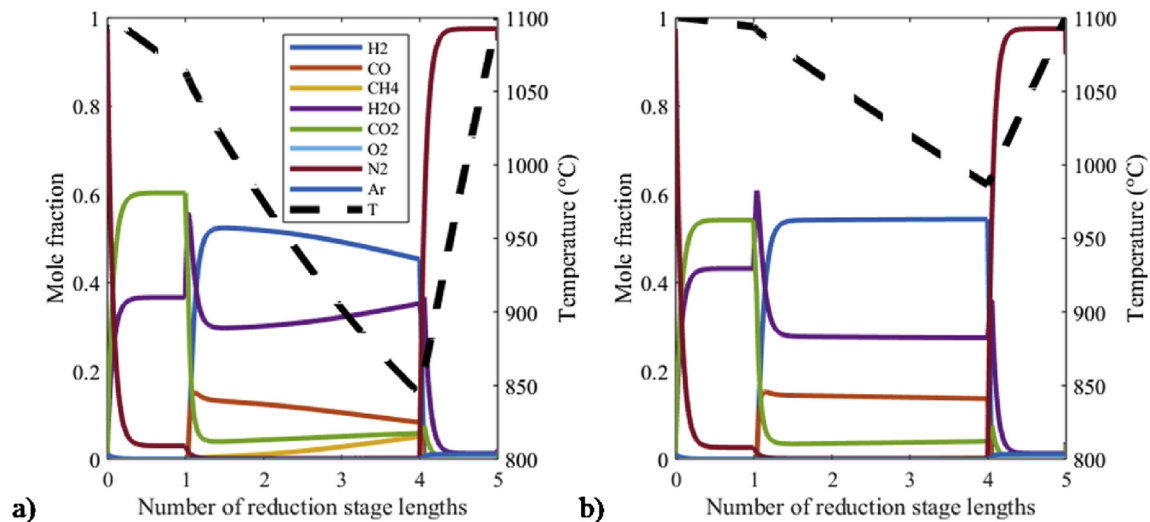 1
0.8
0.6
0.4
0.2
0
Mole fraction
0 1 2 3 4 5
Number of reduction stage lengths
1100
1050
1000
950
900
850
800
Temperature (°C)
H2
CO
CH4
H2O
CO2
O2
N2
Ar
T
a)
1
0.8
0.6
0.4
0.2
0
Mole fraction
0 1 2 3 4 5
Number of reduction stage lengths
1100
1050
1000
950
900
850
800
Temperature (°C)
b)